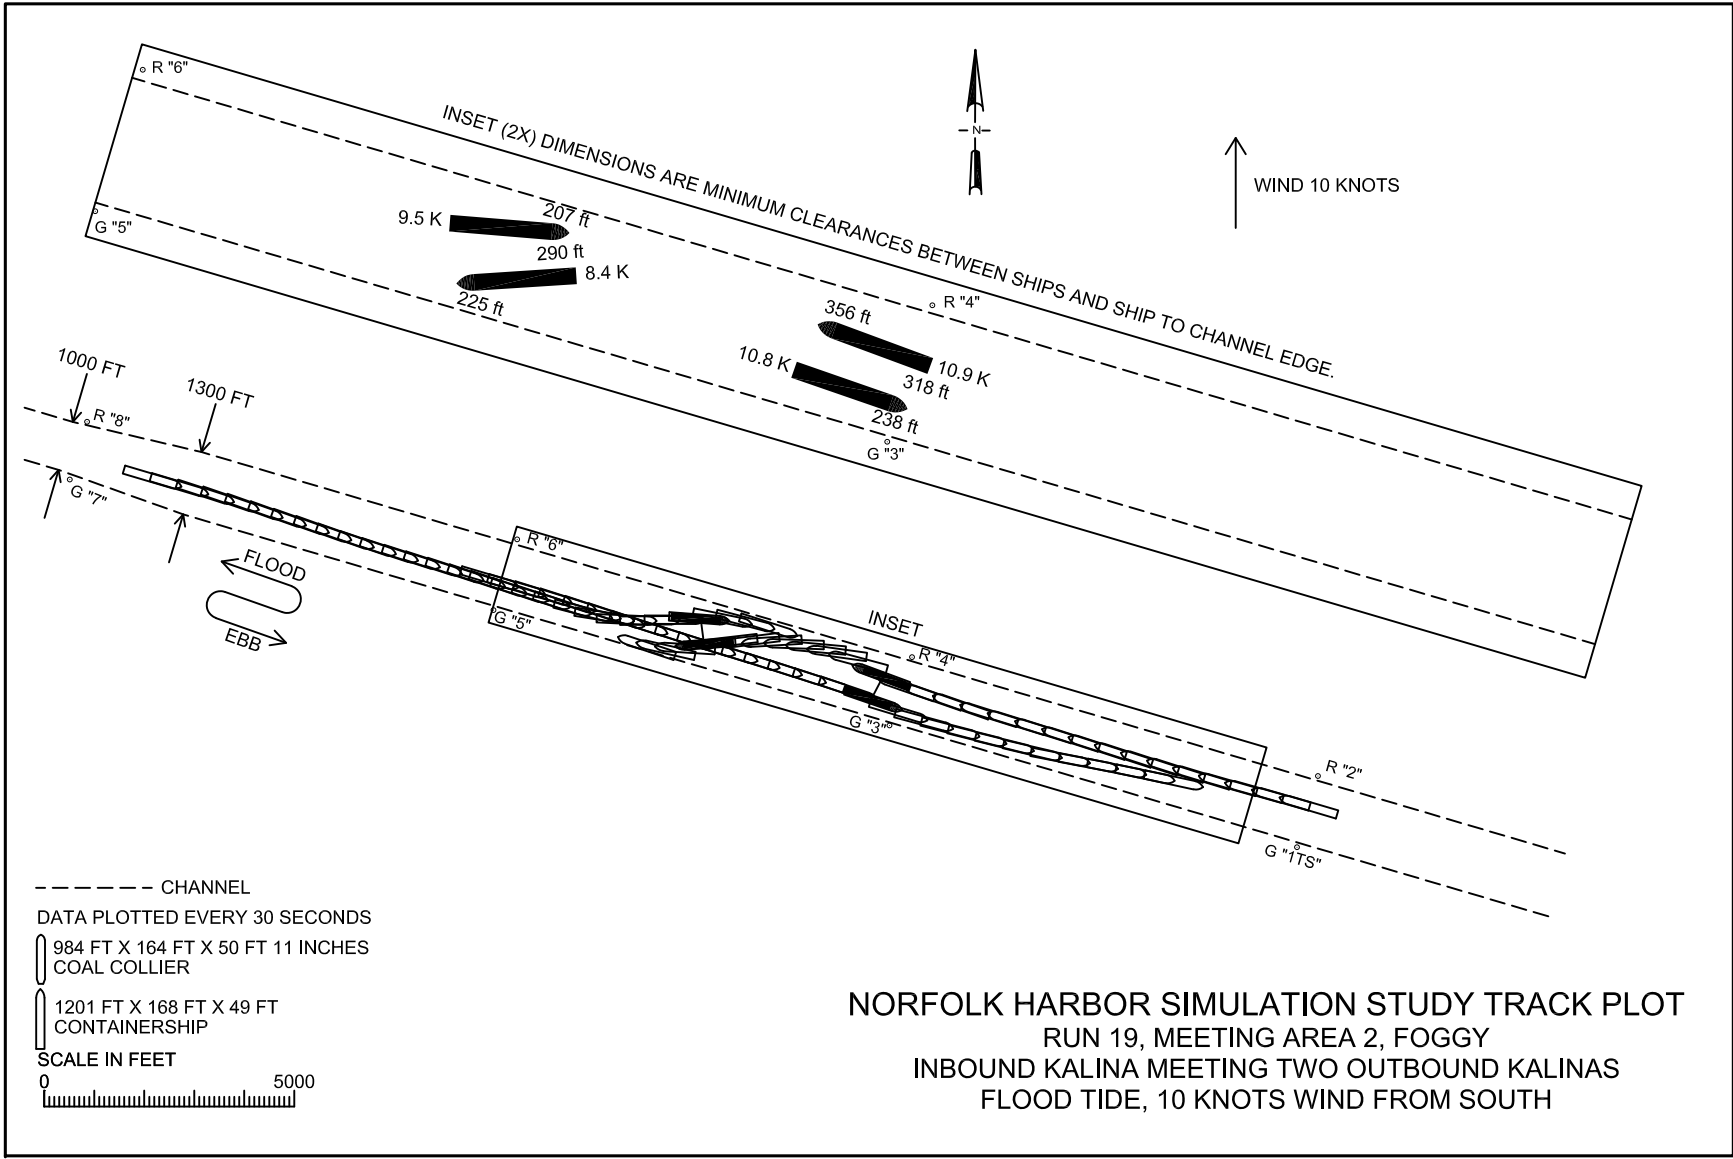 R "6"
INSET (2X) DIMENSIONS ARE MINIMUM CLEARANCES BETWEEN SHIPS AND SHIP TO CHANNEL EDGE.
N
WIND 10 KNOTS
G "5"
9.5 K
207 ft
290 ft
8.4 K
225 ft
R "4"
356 ft
10.8 K
10.9 K
318 ft
238 ft
G "3"
1000 FT
1300 FT
R "8"
G "7"
FLOOD
EBB
R "6"
G "5"
INSET
R "4"
G "3"
R "2"
G "1TS"
CHANNEL
DATA PLOTTED EVERY 30 SECONDS
984 FT X 164 FT X 50 FT 11 INCHES
COAL COLLIER
1201 FT X 168 FT X 49 FT
CONTAINERSHIP
SCALE IN FEET
0 5000
NORFOLK HARBOR SIMULATION STUDY TRACK PLOT
RUN 19, MEETING AREA 2, FOGGY
INBOUND KALINA MEETING TWO OUTBOUND KALINAS
FLOOD TIDE, 10 KNOTS WIND FROM SOUTH